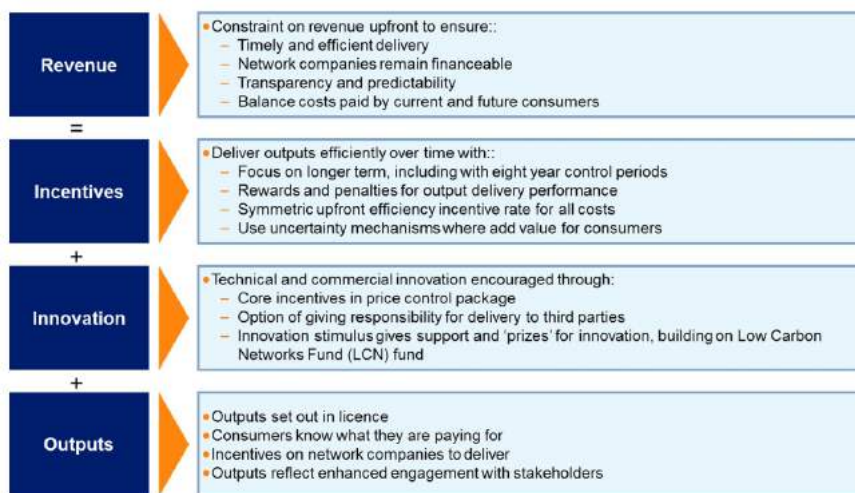 Revenue
• Constraint on revenue upfront to ensure::
– Timely and efficient delivery
– Network companies remain financeable
– Transparency and predictability
– Balance costs paid by current and future consumers
=
Incentives
• Deliver outputs efficiently over time with::
– Focus on longer term, including with eight year control periods
– Rewards and penalties for output delivery performance
– Symmetric upfront efficiency incentive rate for all costs
– Use uncertainty mechanisms where add value for consumers
+
Innovation
• Technical and commercial innovation encouraged through:
– Core incentives in price control package
– Option of giving responsibility for delivery to third parties
– Innovation stimulus gives support and ‘prizes’ for innovation, building on Low Carbon
Networks Fund (LCN) fund
+
Outputs
• Outputs set out in licence
• Consumers know what they are paying for
• Incentives on network companies to deliver
• Outputs reflect enhanced engagement with stakeholders